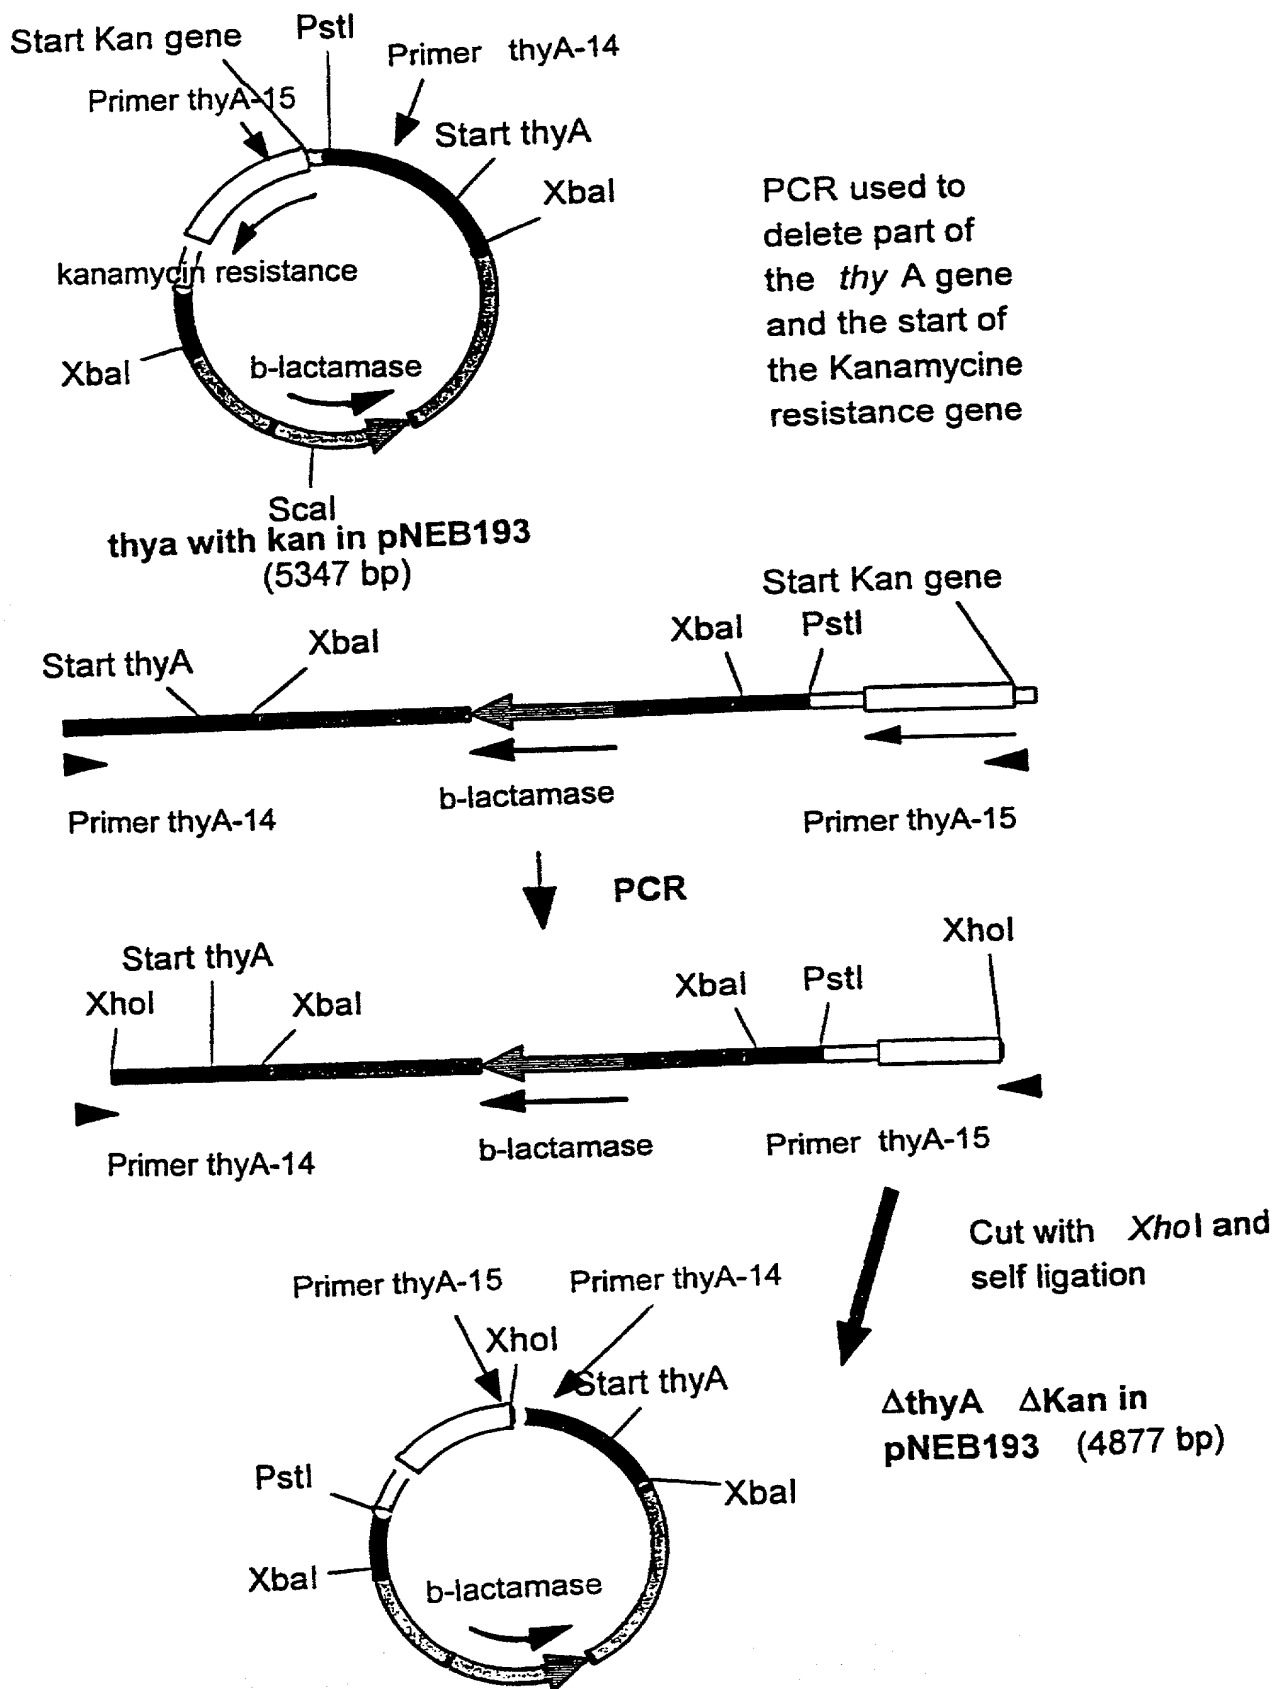 Start Kan gene
PstI
Primer thyA-14
Primer thyA-15
Start thyA
XbaI
kanamycin resistance
XbaI
b-lactamase
ScaI
thya with kan in pNEB193
(5347 bp)
PCR used to
delete part of
the thy A gene
and the start of
the Kanamycine
resistance gene
Start Kan gene
XbaI
PstI
XbaI
Start thyA
b-lactamase
Primer thyA-14
Primer thyA-15
PCR
XhoI
Start thyA
XhoI
XbaI
XbaI
PstI
Primer thyA-14
b-lactamase
Primer thyA-15
Cut with XhoI and
self ligation
Primer thyA-15
Primer thyA-14
XhoI
Start thyA
ΔthyA ΔKan in
pNEB193 (4877 bp)
PstI
XbaI
XbaI
b-lactamase